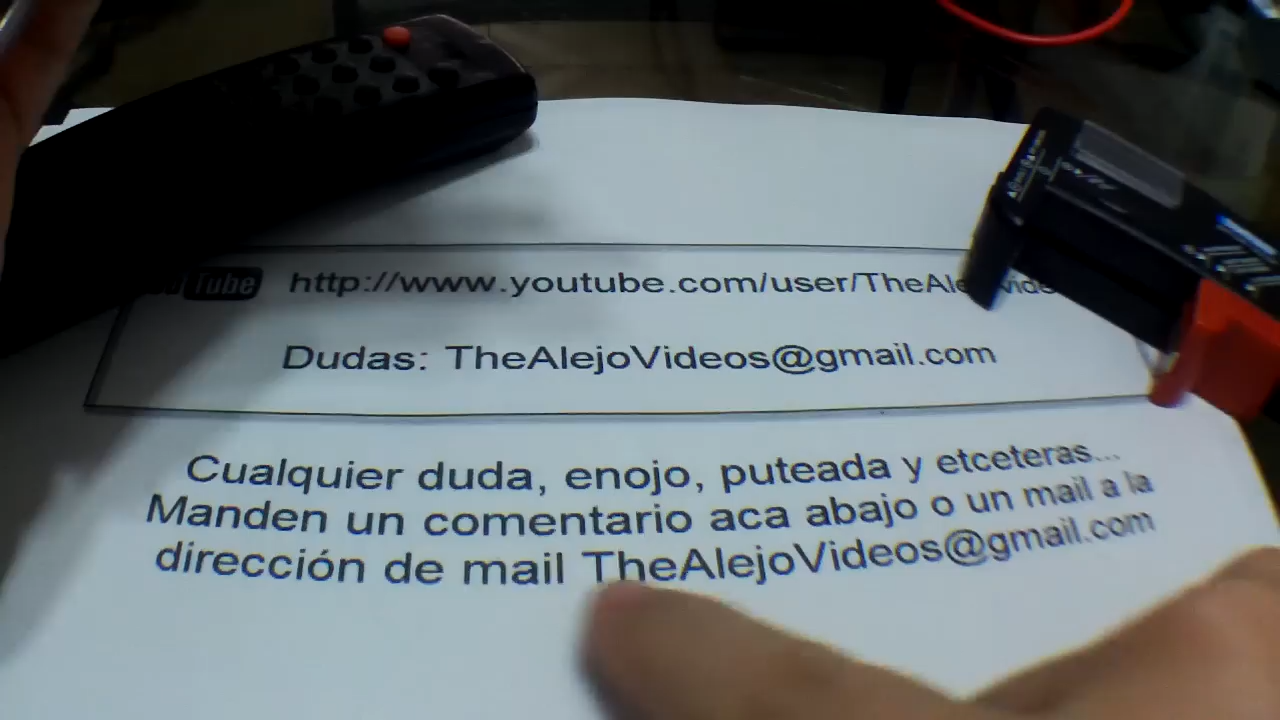 Tube http://www.youtube.com/user/TheAle
Dudas: TheAlejoVideos@gmail.com
Cualquier duda, enojo, puteada y etceteras...
Manden un comentario aca abajo o un mail a la
dirección de mail TheAlejoVideos@gmail.com